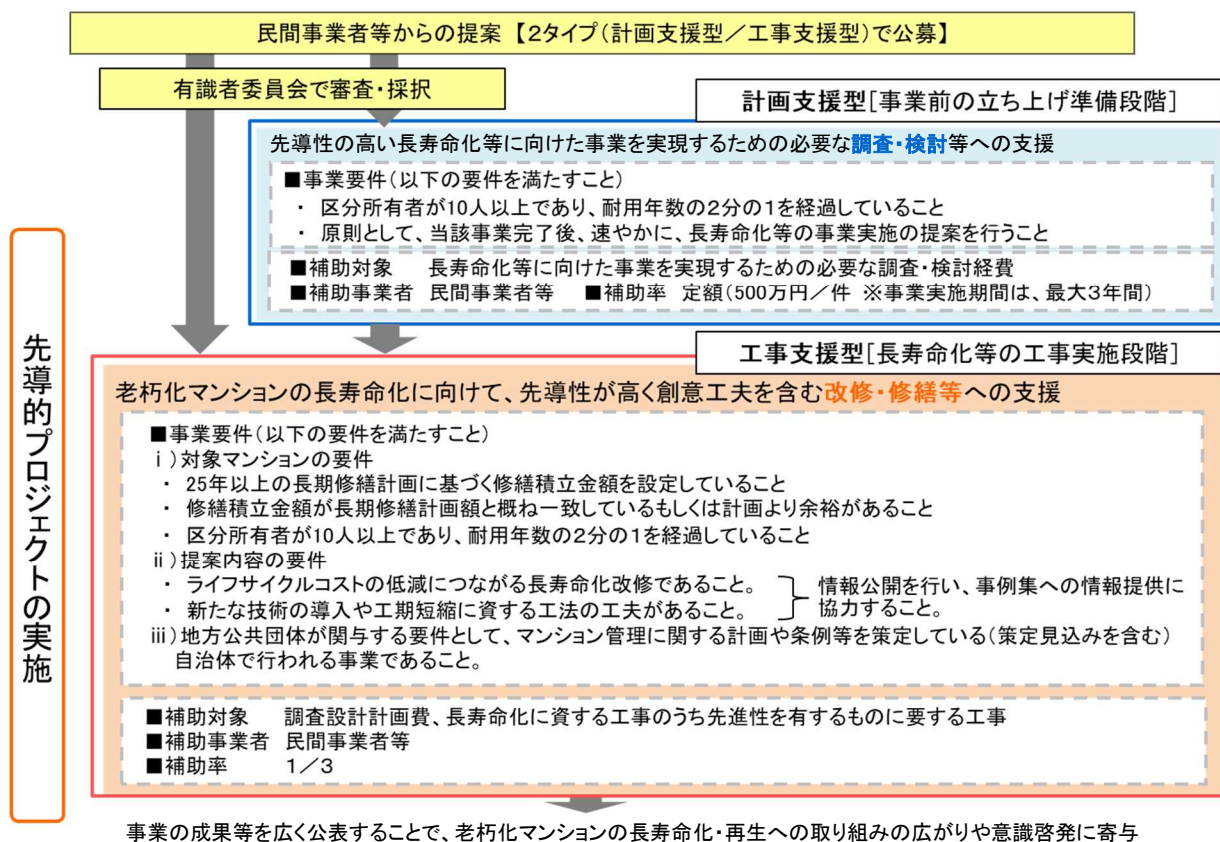 民間事業者等からの提案 【2タイプ(計画支援型／工事支援型)で公募】
有識者委員会で審査・採択
計画支援型[事業前の立ち上げ準備段階]
先導性の高い長寿命化等に向けた事業を実現するための必要な調査・検討等への支援
■事業要件(以下の要件を満たすこと)
・ 区分所有者が10人以上であり、耐用年数の2分の1を経過していること
・ 原則として、当該事業完了後、速やかに、長寿命化等の事業実施の提案を行うこと
■補助対象 長寿命化等に向けた事業を実現するための必要な調査・検討経費
■補助事業者 民間事業者等 ■補助率 定額(500万円／件 ※事業実施期間は、最大3年間)
先導的プロジェクトの実施
工事支援型[長寿命化等の工事実施段階]
老朽化マンションの長寿命化に向けて、先導性が高く創意工夫を含む改修・修繕等への支援
■事業要件(以下の要件を満たすこと)
ⅰ)対象マンションの要件
・ 25年以上の長期修繕計画に基づく修繕積立金額を設定していること
・ 修繕積立金額が長期修繕計画額と概ね一致しているもしくは計画より余裕があること
・ 区分所有者が10人以上であり、耐用年数の2分の1を経過していること
ⅱ)提案内容の要件
・ ライフサイクルコストの低減につながる長寿命化改修であること。
・ 新たな技術の導入や工期短縮に資する工法の工夫があること。
情報公開を行い、事例集への情報提供に
協力すること。
ⅲ)地方公共団体が関与する要件として、マンション管理に関する計画や条例等を策定している(策定見込みを含む)
自治体で行われる事業であること。
■補助対象 調査設計計画費、長寿命化に資する工事のうち先進性を有するものに要する工事
■補助事業者 民間事業者等
■補助率 1／3
事業の成果等を広く公表することで、老朽化マンションの長寿命化・再生への取り組みの広がりや意識啓発に寄与